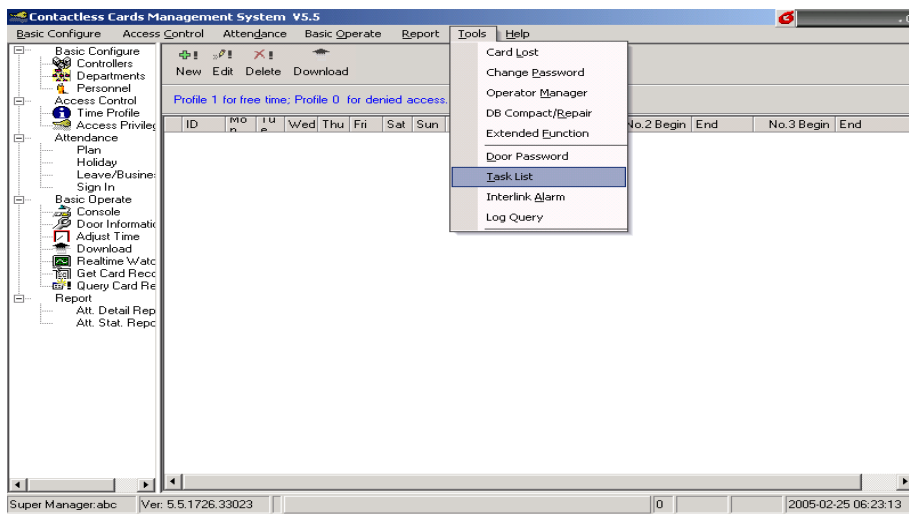 Contactless Cards Management System V5.5
Basic Configure Access Control Attendance Basic Operate Report Tools Help
New Edit Delete Download
Profile 1 for free time; Profile 0 for denied access.
ID Mo n Tu e Wed Thu Fri Sat Sun No.2 Begin End No.3 Begin End
Basic Configure
Controllers
Departments
Personnel
Access Control
Time Profile
Access Privileg
Attendance
Plan
Holiday
Leave/Busine
Sign In
Basic Operate
Console
Door Informatic
Adjust Time
Download
Realtime Watc
Get Card Reco
Query Card Re
Report
Att. Detail Rep
Att. Stat. Repo
Card Lost
Change Password
Operator Manager
DB Compact/Repair
Extended Function
Door Password
Task List
Interlink Alarm
Log Query
Super Manager:abc Ver: 5.5.1726.33023 0 2005-02-25 06:23:13